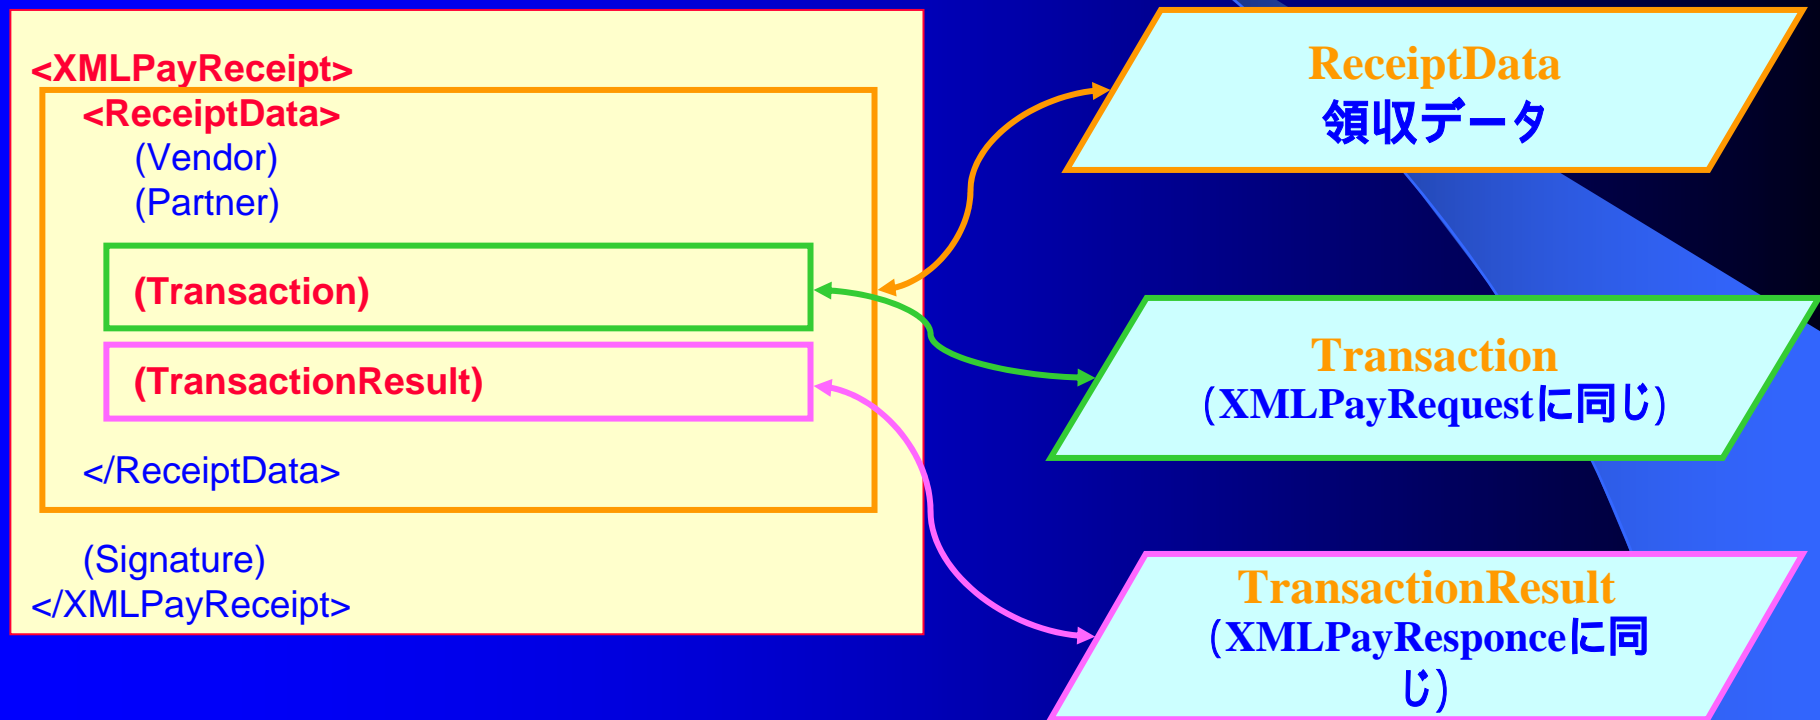 <XMLPayReceipt>
<ReceiptData>
(Vendor)
(Partner)
(Transaction)
(TransactionResult)
</ReceiptData>
(Signature)
</XMLPayReceipt>
ReceiptData
領収データ
Transaction
（XMLPayRequestに同じ）
TransactionResult
（XMLPayResponceに同
じ）